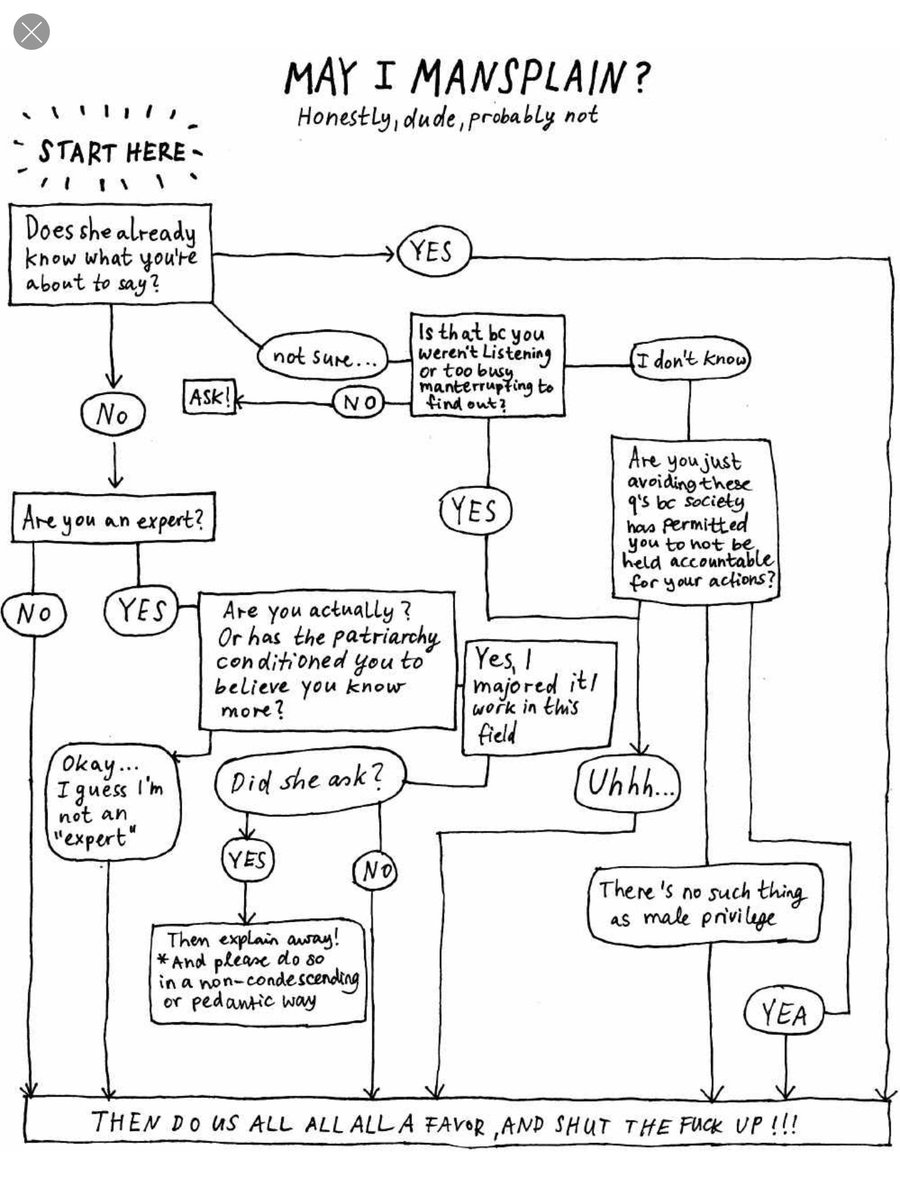 MAY I MANSPLAIN?
Honestly, dude, probably not
START HERE
Does she already
know what you're
about to say?
YES
not sure...
Is that bc you
weren't listening
or too busy
manterrupting to
find out?
I don't know
ASK!
NO
No
YES
Are you just
avoiding these
q's bc society
has permitted
you to not be
held accountable
for your actions?
Are you an expert?
NO
YES
Are you actually?
Or has the patriarchy
conditioned you to
believe you know
more?
Yes, I
majored it/
work in this
field
Okay...
I guess I'm
not an
"expert"
Did she ask?
Uhhh...
YES
NO
There's no such thing
as male privilege
Then explain away!
*And please do so
in a non-condescending
or pedantic way
YEA
THEN DO US ALL ALL ALL A FAVOR, AND SHUT THE FUCK UP!!!